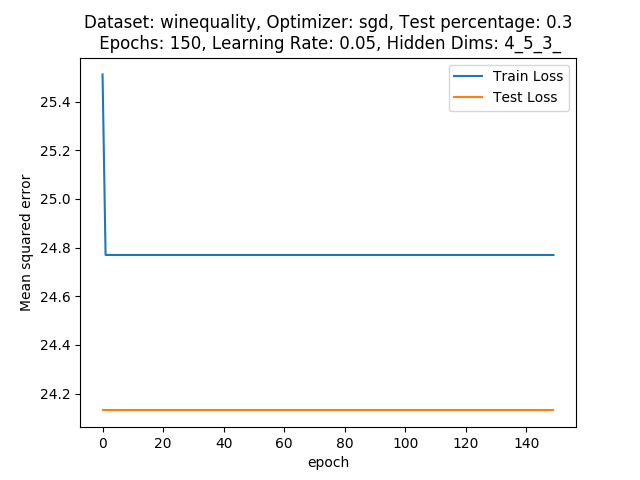 Dataset: winequality, Optimizer: sgd, Test percentage: 0.3
Epochs: 150, Learning Rate: 0.05, Hidden Dims: 4_5_3_
Train Loss
Test Loss
Mean squared error
25.4
25.2
25.0
24.8
24.6
24.4
24.2
0 20 40 60 80 100 120 140
epoch